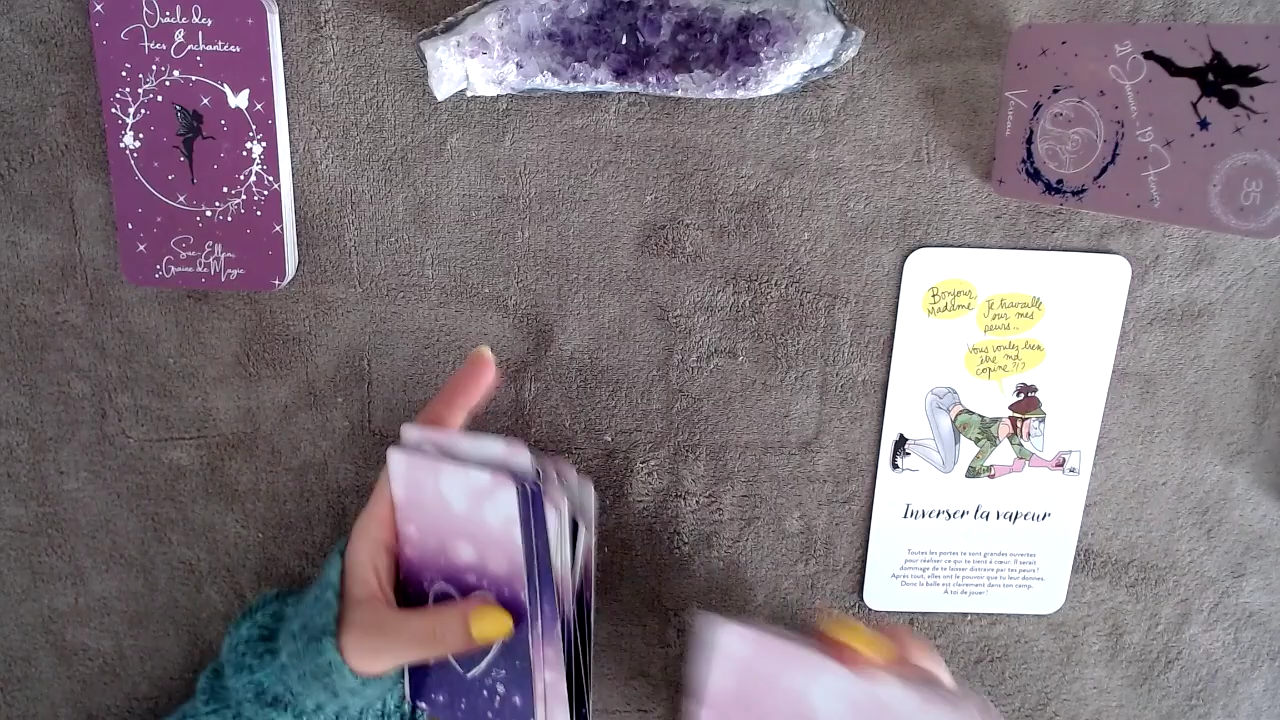 Oracle des
Fées Enchantées
Sue-Ellen
Graine de Magie
21 Janvier - 19 Février
Verseau
35
Bonjour,
Madame
Je travaille
sur mes
peurs...
Vous voulez bien
être ma
copine?!?
Inverser la vapeur
Toutes les portes te sont grandes ouvertes
pour réaliser ce qui te tient à cœur. Il serait
dommage de te laisser distraire par tes peurs !
Après tout, elles ont le pouvoir que tu leur donnes.
Donc la balle est clairement dans ton camp.
À toi de jouer !